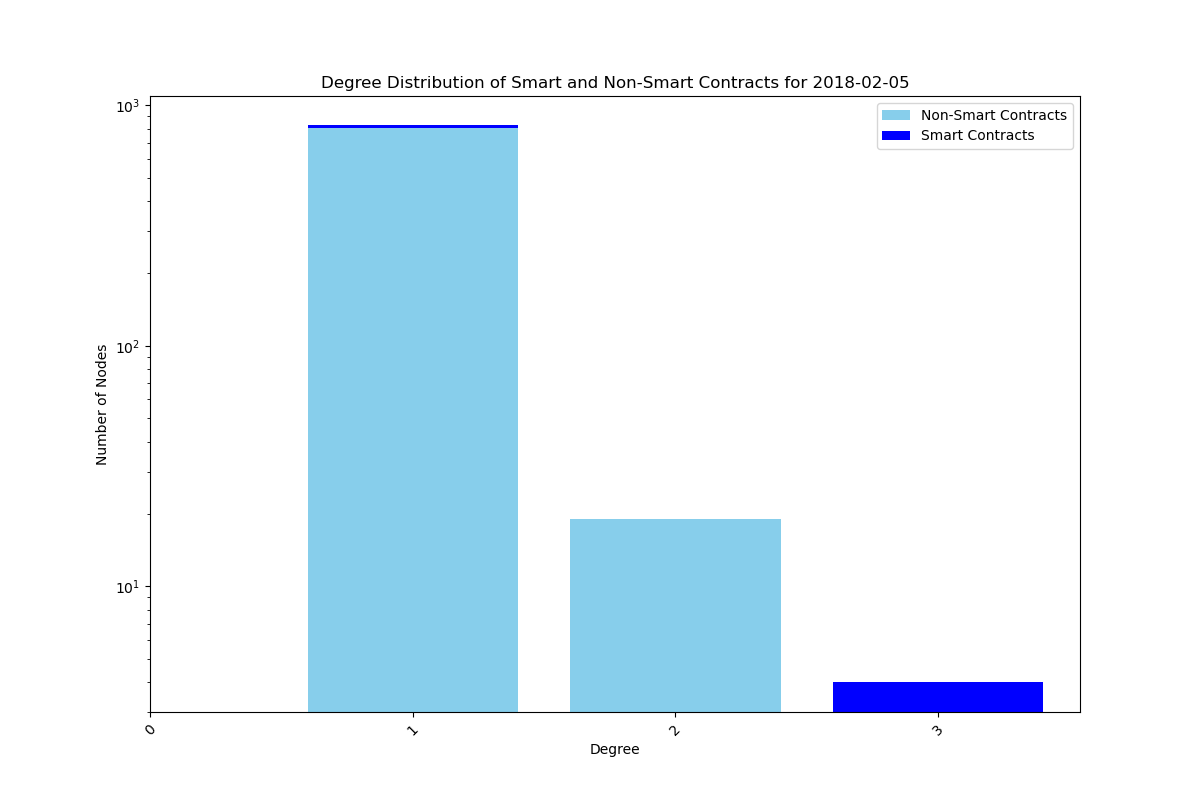 Degree Distribution of Smart and Non-Smart Contracts for 2018-02-05
Non-Smart Contracts
Smart Contracts
Number of Nodes
10³
10²
10¹
0
1
2
3
Degree